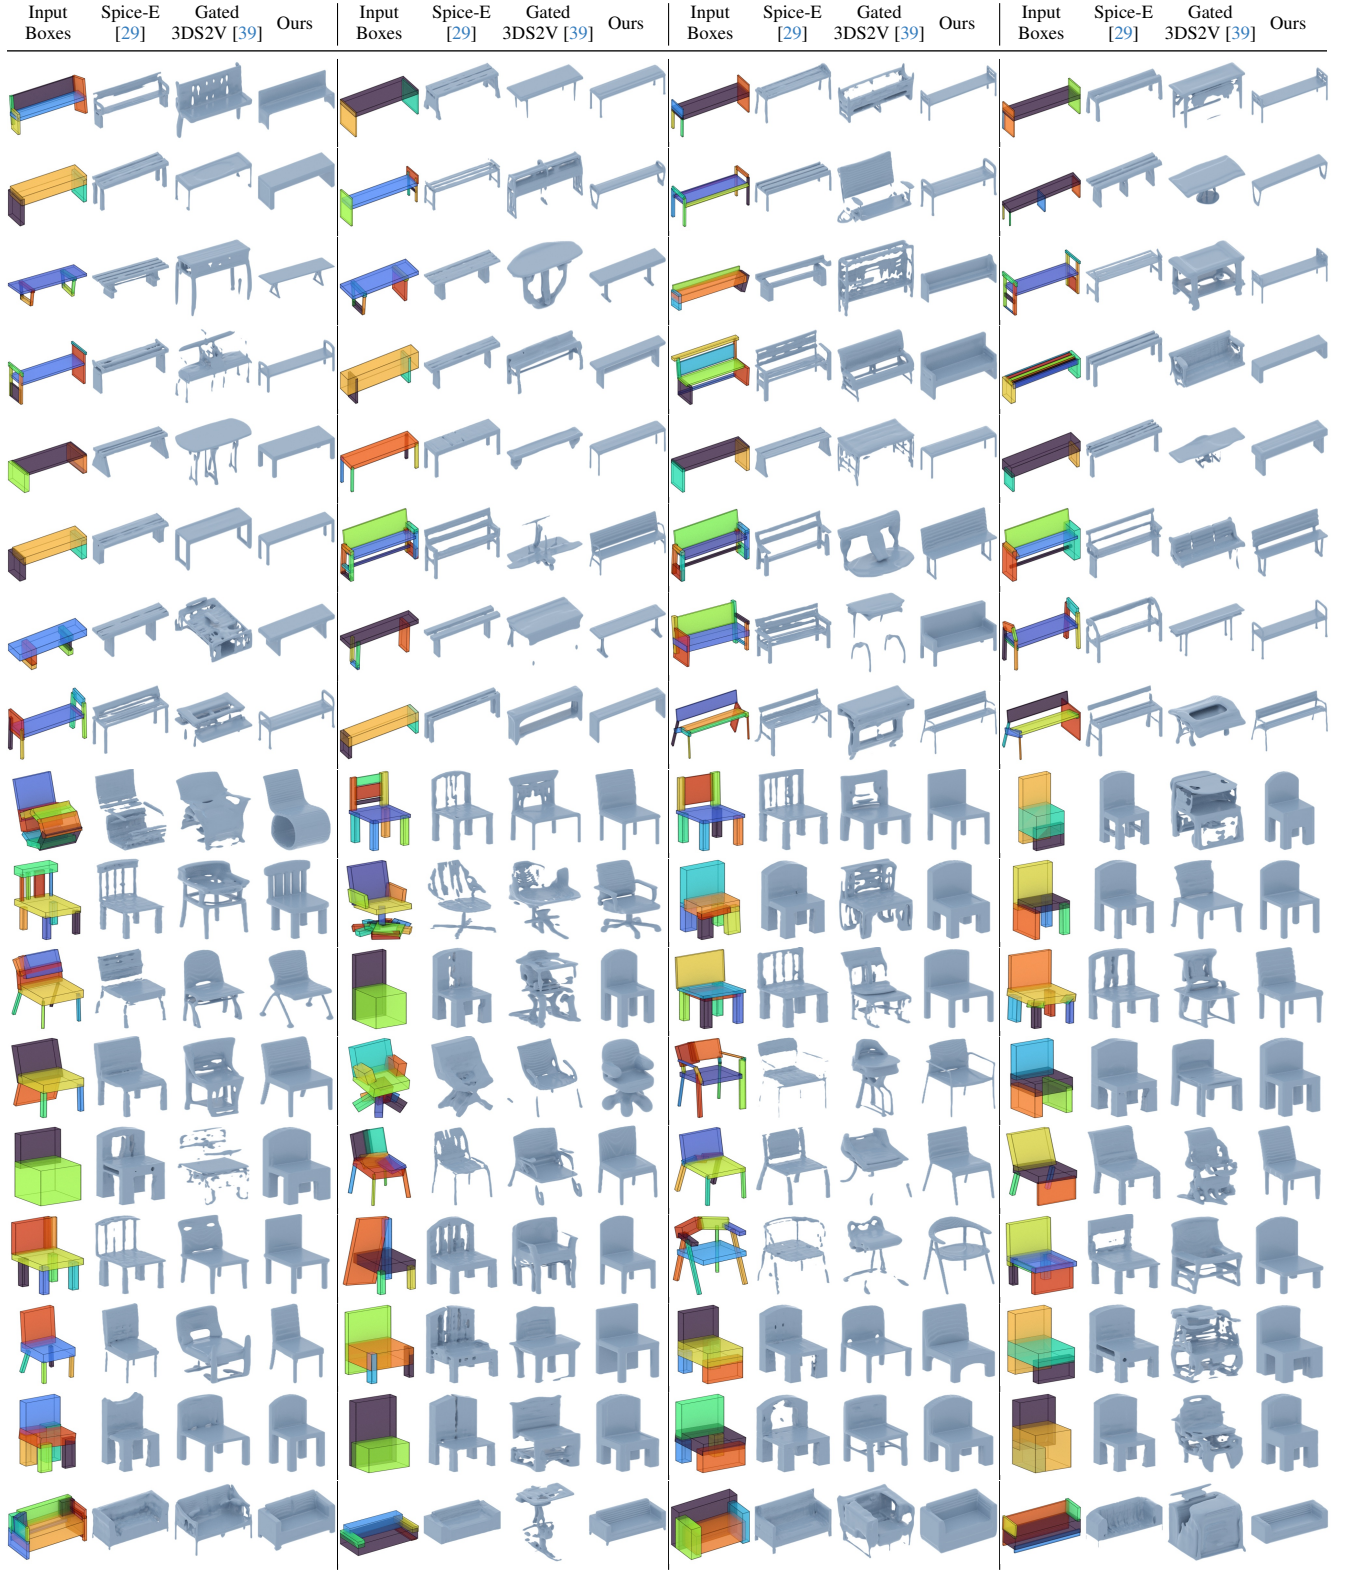 Input Boxes Spice-E [29] Gated 3DS2V [39] Ours Input Boxes Spice-E [29] Gated 3DS2V [39] Ours Input Boxes Spice-E [29] Gated 3DS2V [39] Ours Input Boxes Spice-E [29] Gated 3DS2V [39] Ours